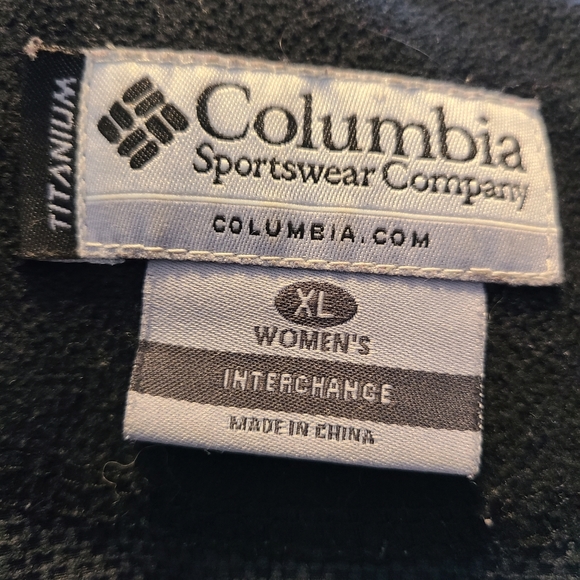 TITANIUM
Columbia
Sportswear Company
COLUMBIA.COM
XL
WOMEN'S
INTERCHANGE
MADE IN CHINA